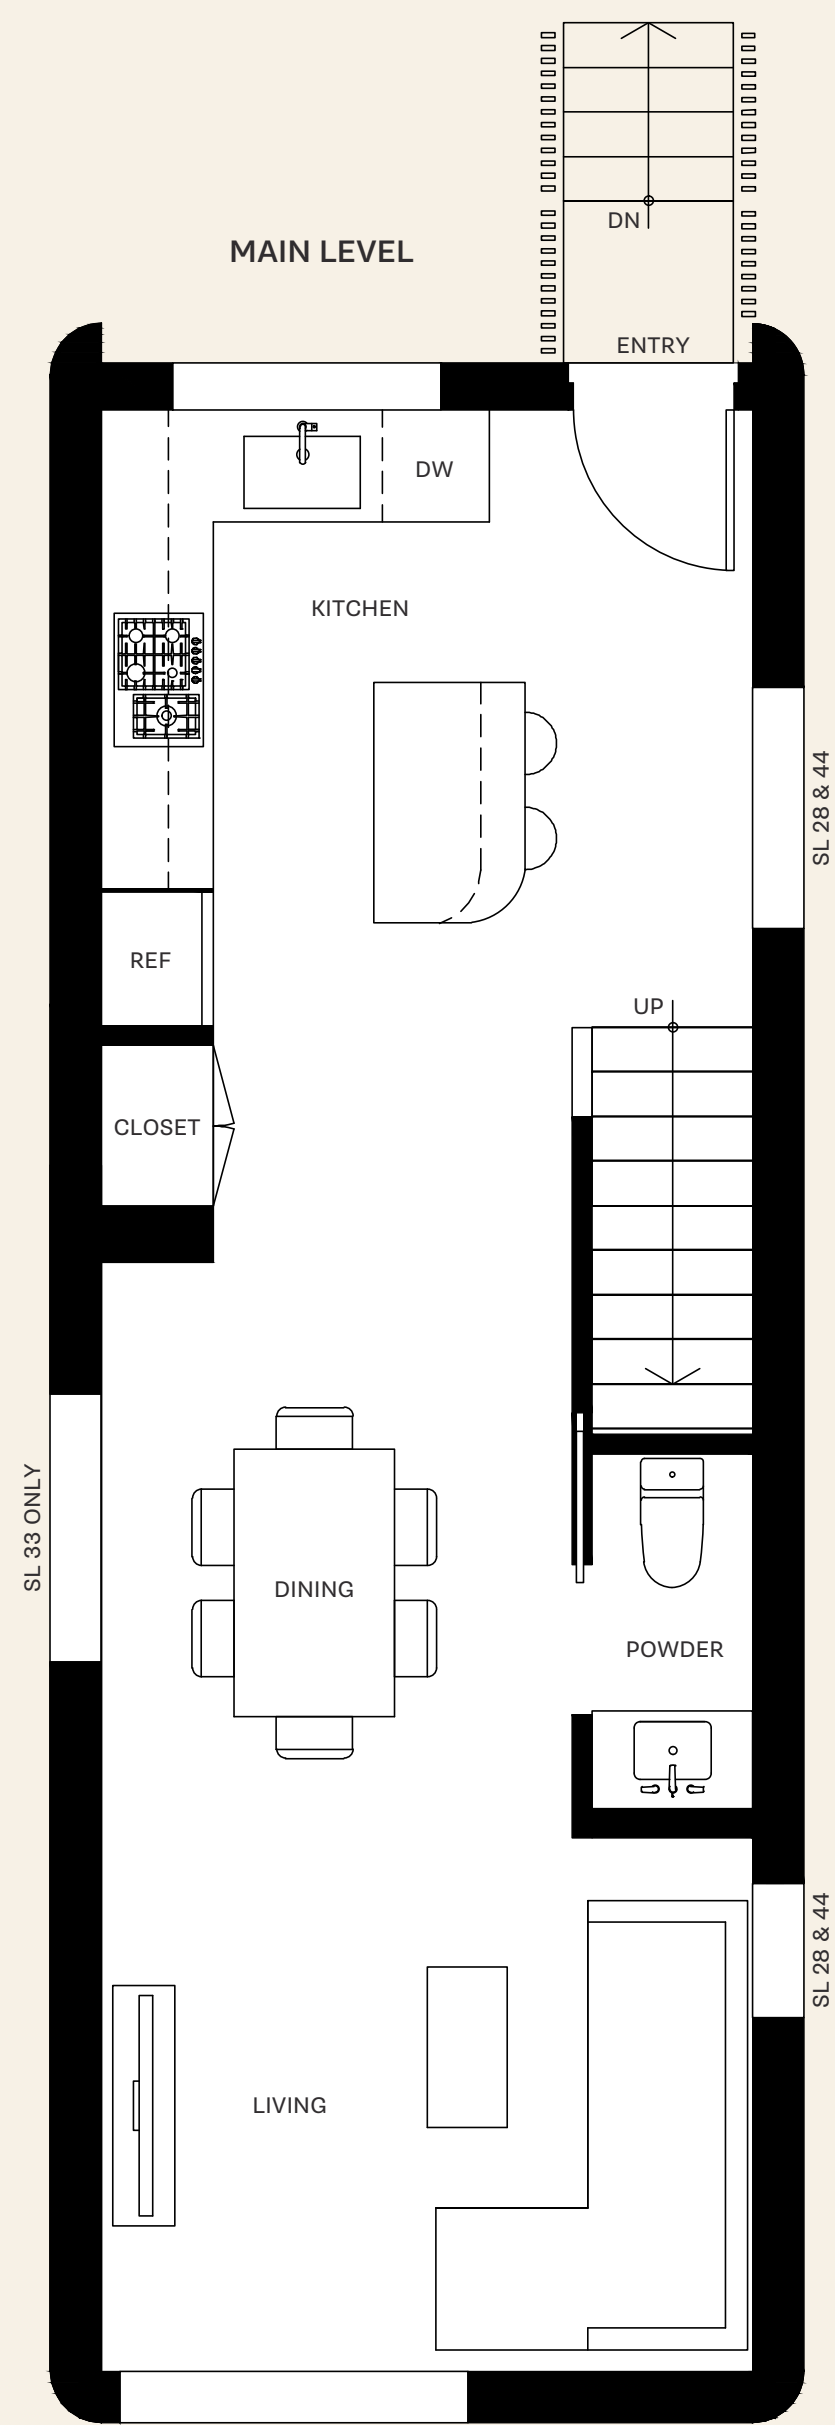 DN
MAIN LEVEL
ENTRY
DW
KITCHEN
SL 28 & 44
REF
UP
CLOSET
SL 33 ONLY
DINING
POWDER
SL 28 & 44
LIVING